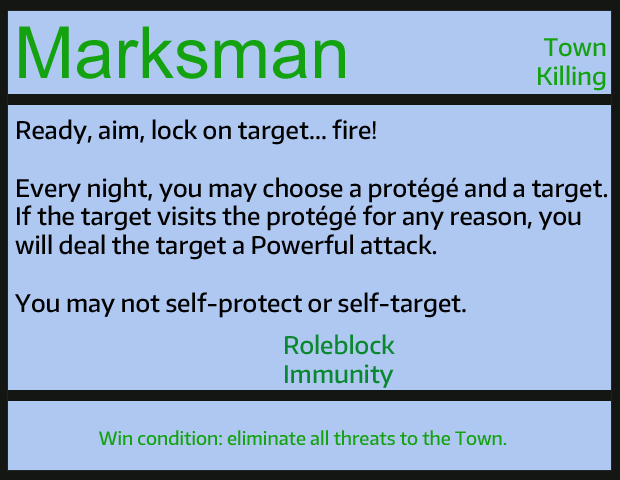 Marksman
Town
Killing
Ready, aim, lock on target... fire!
Every night, you may choose a protégé and a target.
If the target visits the protégé for any reason, you
will deal the target a Powerful attack.
You may not self-protect or self-target.
Roleblock
Immunity
Win condition: eliminate all threats to the Town.